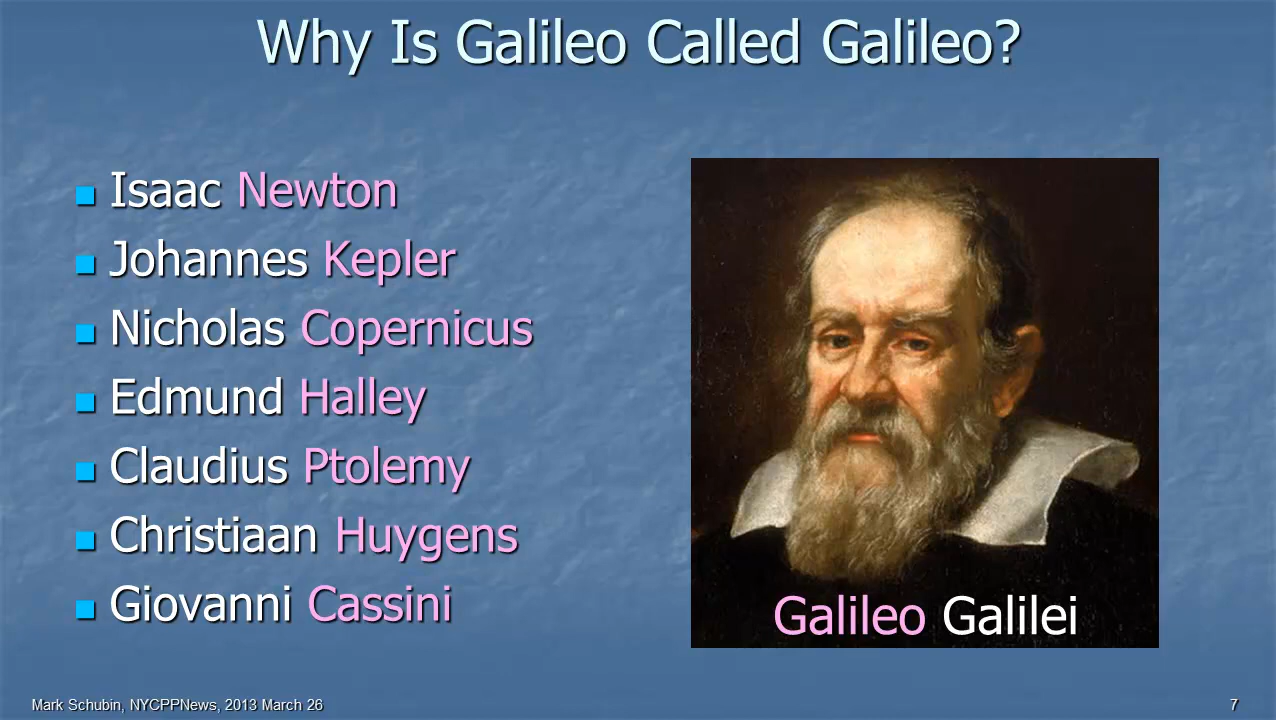 Why Is Galileo Called Galileo?
Isaac Newton
Johannes Kepler
Nicholas Copernicus
Edmund Halley
Claudius Ptolemy
Christiaan Huygens
Giovanni Cassini
Galileo Galilei
Mark Schubin, NYCPPNews, 2013 March 26
7